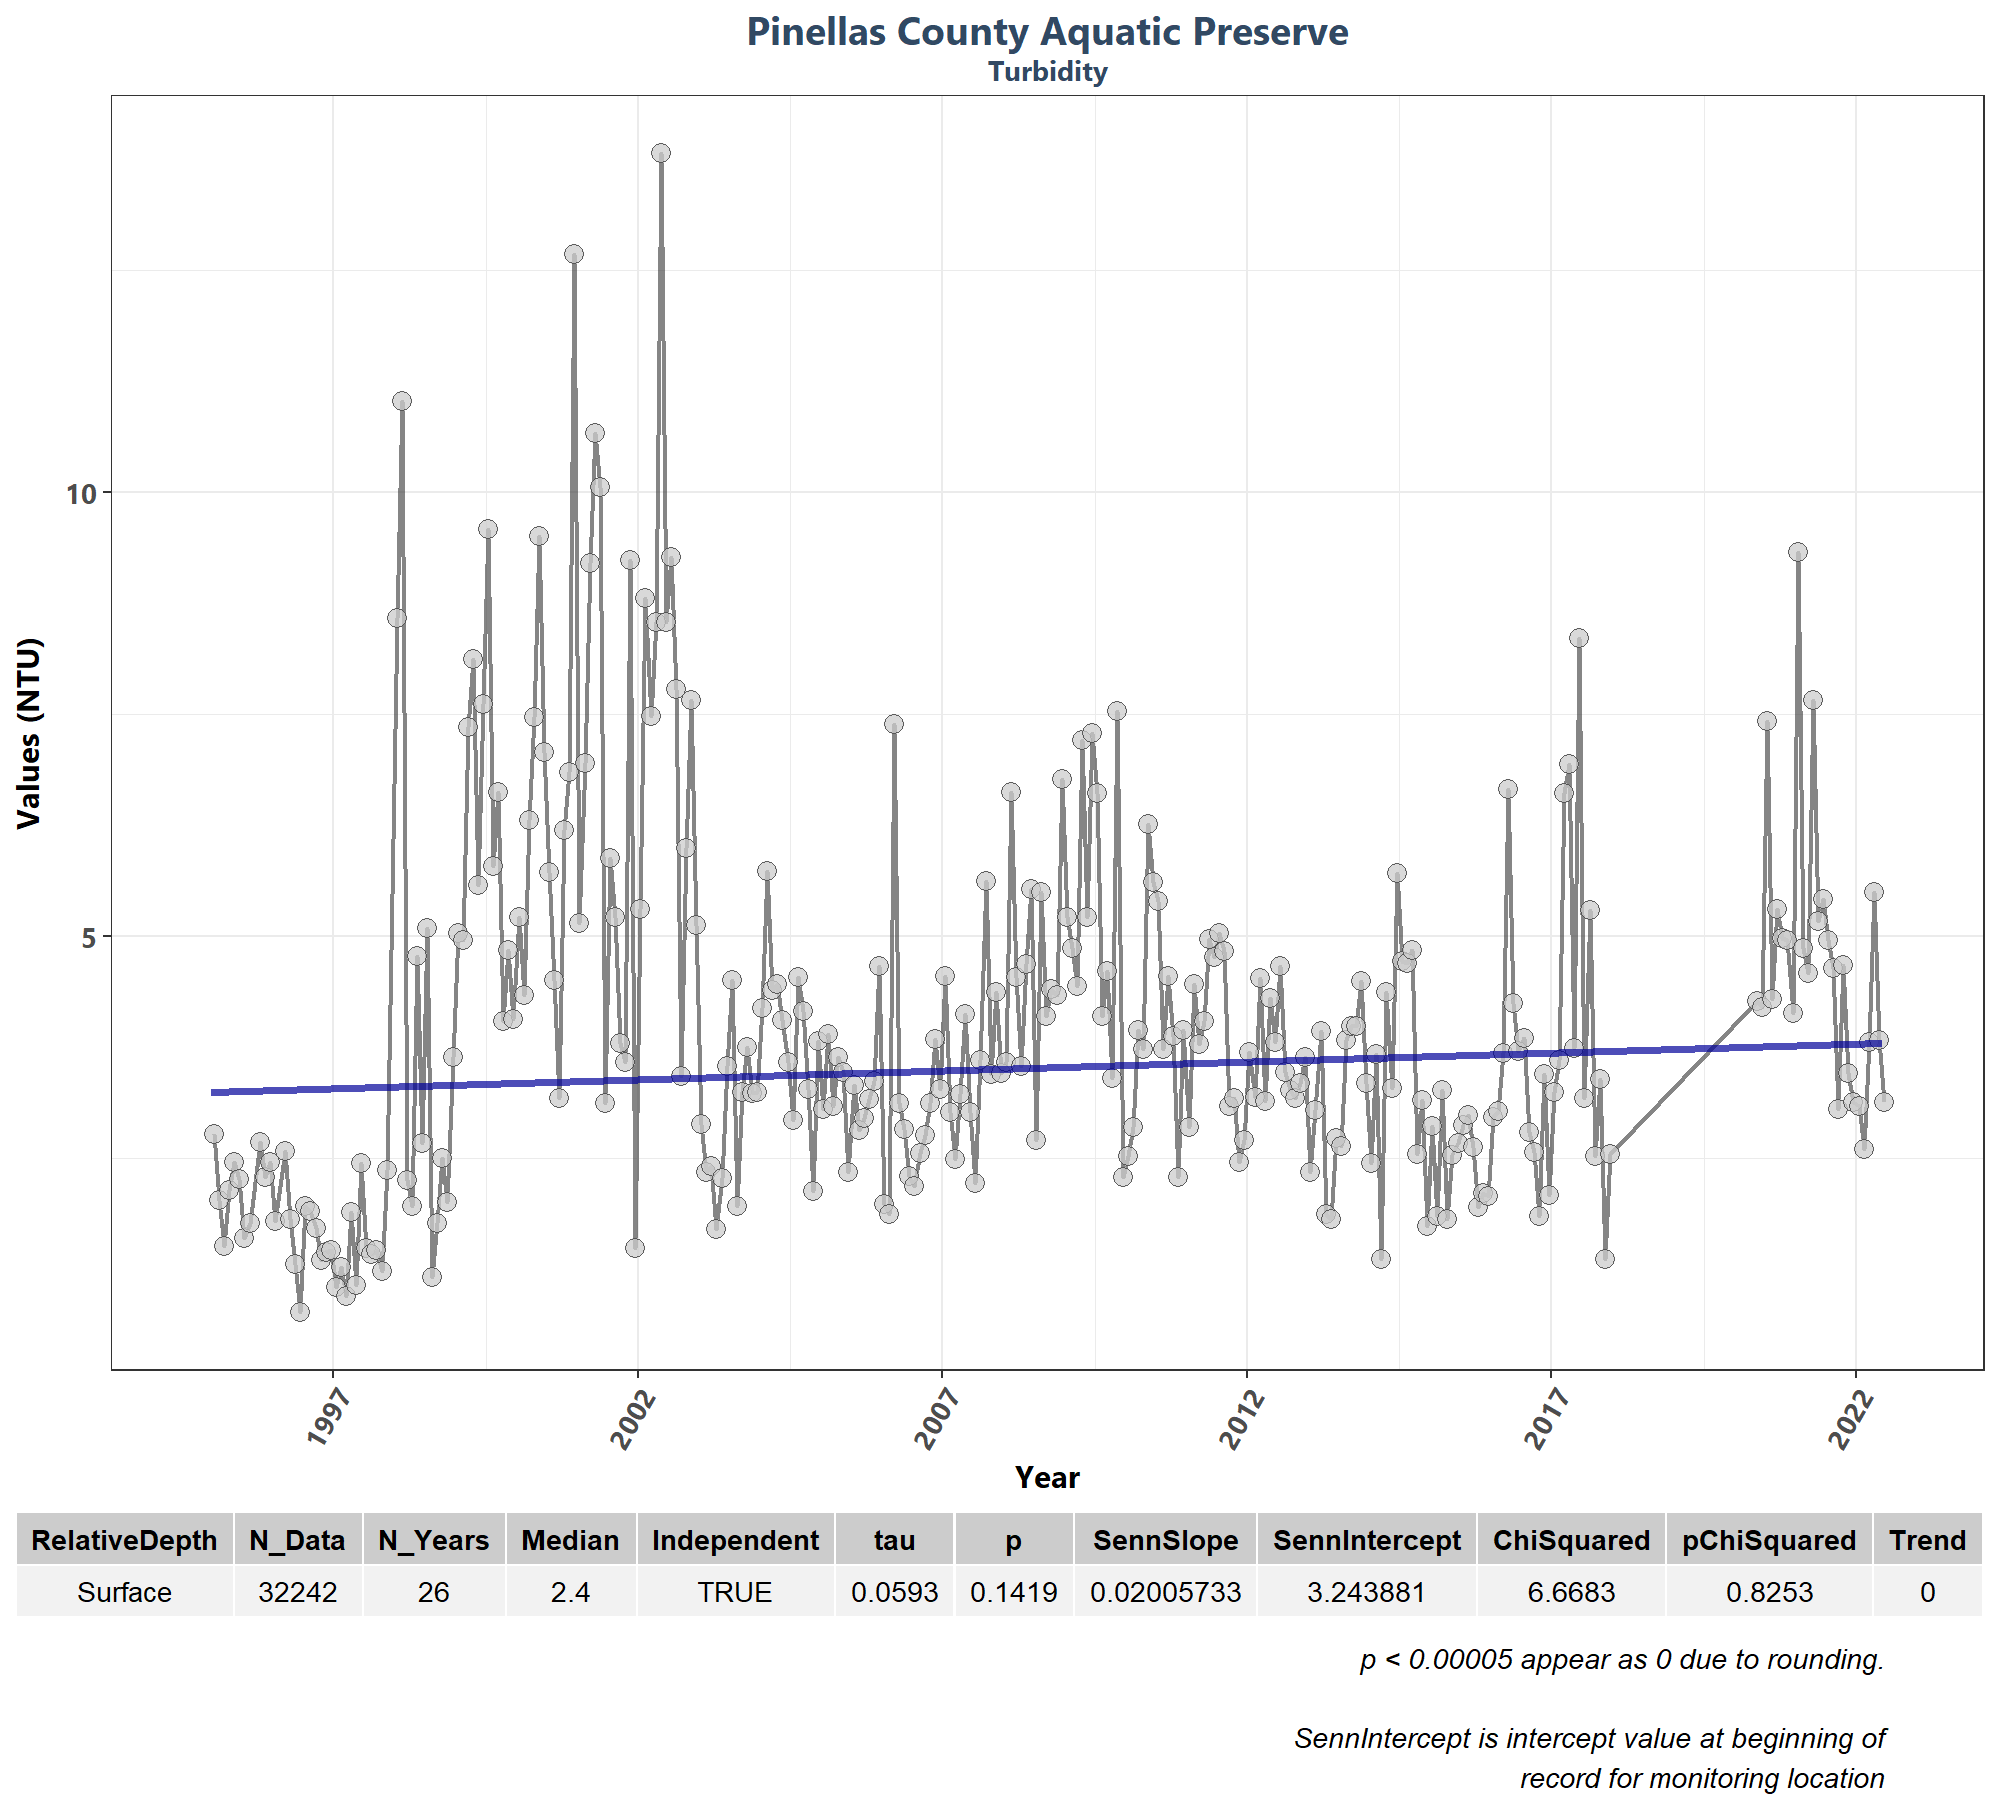 Pinellas County Aquatic Preserve
Turbidity
Values (NTU)
10
5
1997
2002
2007
2012
2017
2022
Year
RelativeDepth N_Data N_Years Median Independent tau p SennSlope SennIntercept ChiSquared pChiSquared Trend
Surface 32242 26 2.4 TRUE 0.0593 0.1419 0.02005733 3.243881 6.6683 0.8253 0
p < 0.00005 appear as 0 due to rounding.
SennIntercept is intercept value at beginning of
record for monitoring location